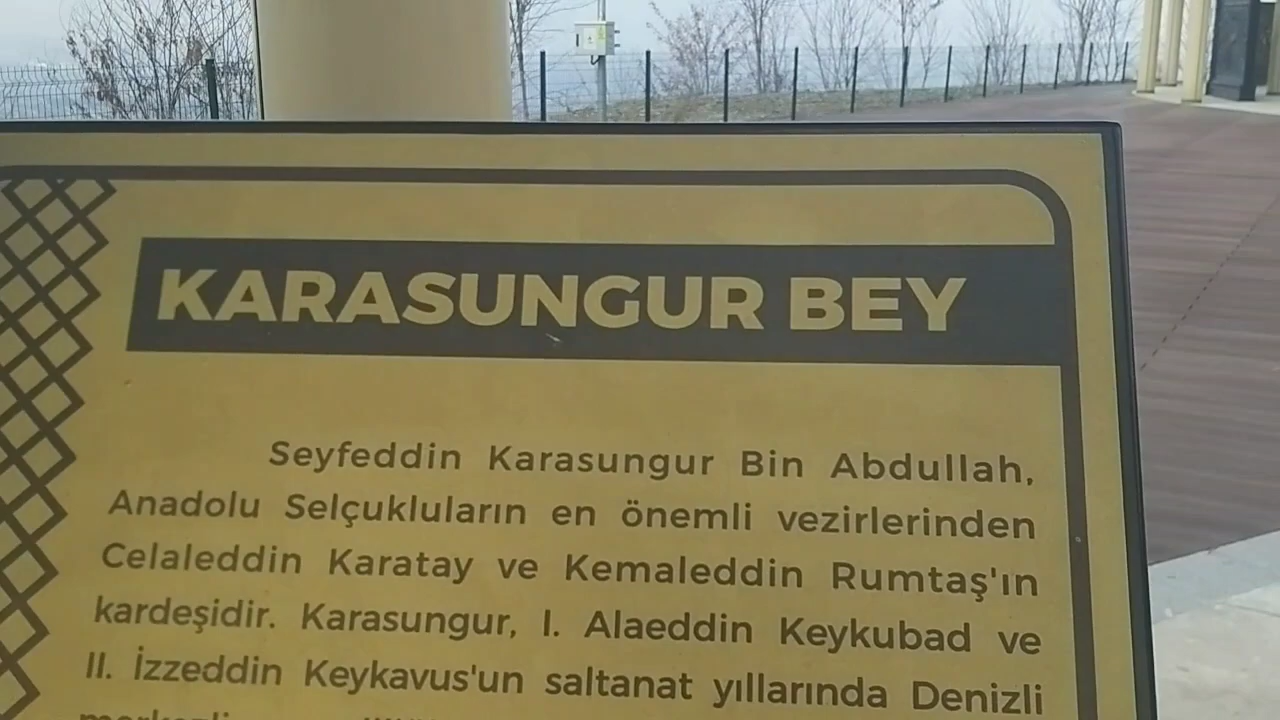 KARASUNGUR BEY
Seyfeddin Karasungur Bin Abdullah,
Anadolu Selçukluların en önemli vezirlerinden
Celaleddin Karatay ve Kemaleddin Rumtaş'ın
kardeşidir. Karasungur, I. Alaeddin Keykubad ve
II. İzzeddin Keykavus'un saltanat yıllarında Denizli